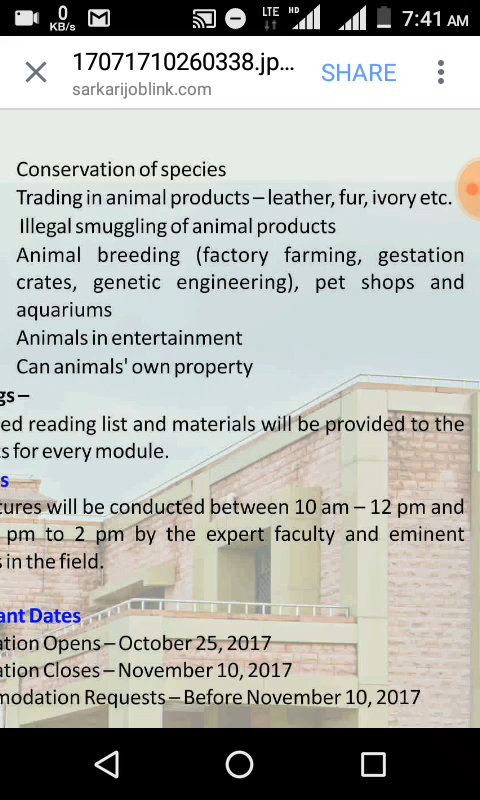 0
KB/s
LTE
HD
7:41 AM
17071710260338.jp...
SHARE
sarkarijoblink.com
Conservation of species
Trading in animal products – leather, fur, ivory etc.
Illegal smuggling of animal products
Animal breeding (factory farming, gestation
crates, genetic engineering), pet shops and
aquariums
Animals in entertainment
Can animals' own property
gs –
ed reading list and materials will be provided to the
s for every module.
s
tures will be conducted between 10 am – 12 pm and
pm to 2 pm by the expert faculty and eminent
s in the field.
ant Dates
ation Opens – October 25, 2017
ation Closes – November 10, 2017
modation Requests – Before November 10, 2017